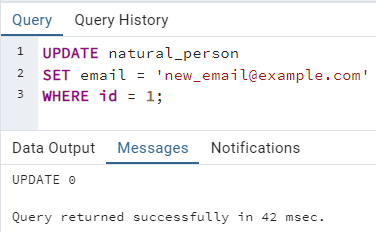 Query Query History
1 UPDATE natural_person
2 SET email = 'new_email@example.com'
3 WHERE id = 1;
Data Output Messages Notifications
UPDATE 0
Query returned successfully in 42 msec.